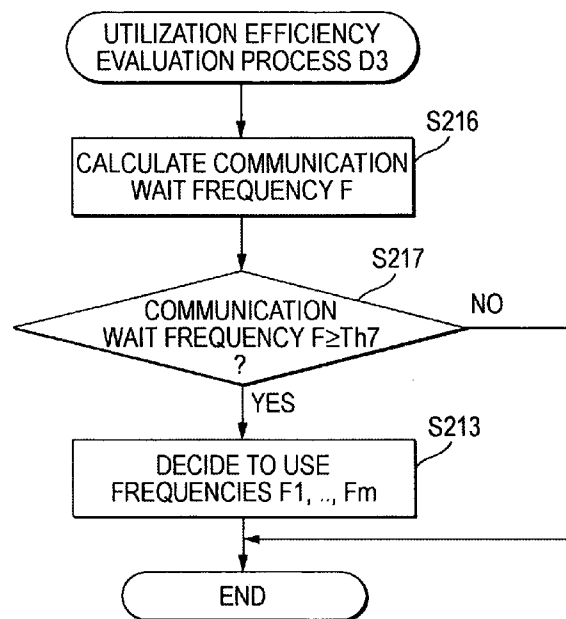 UTILIZATION EFFICIENCY
EVALUATION PROCESS D3
S216
CALCULATE COMMUNICATION
WAIT FREQUENCY F
S217
COMMUNICATION
WAIT FREQUENCY F≥Th7
?
NO
YES
S213
DECIDE TO USE
FREQUENCIES F1, .., Fm
END